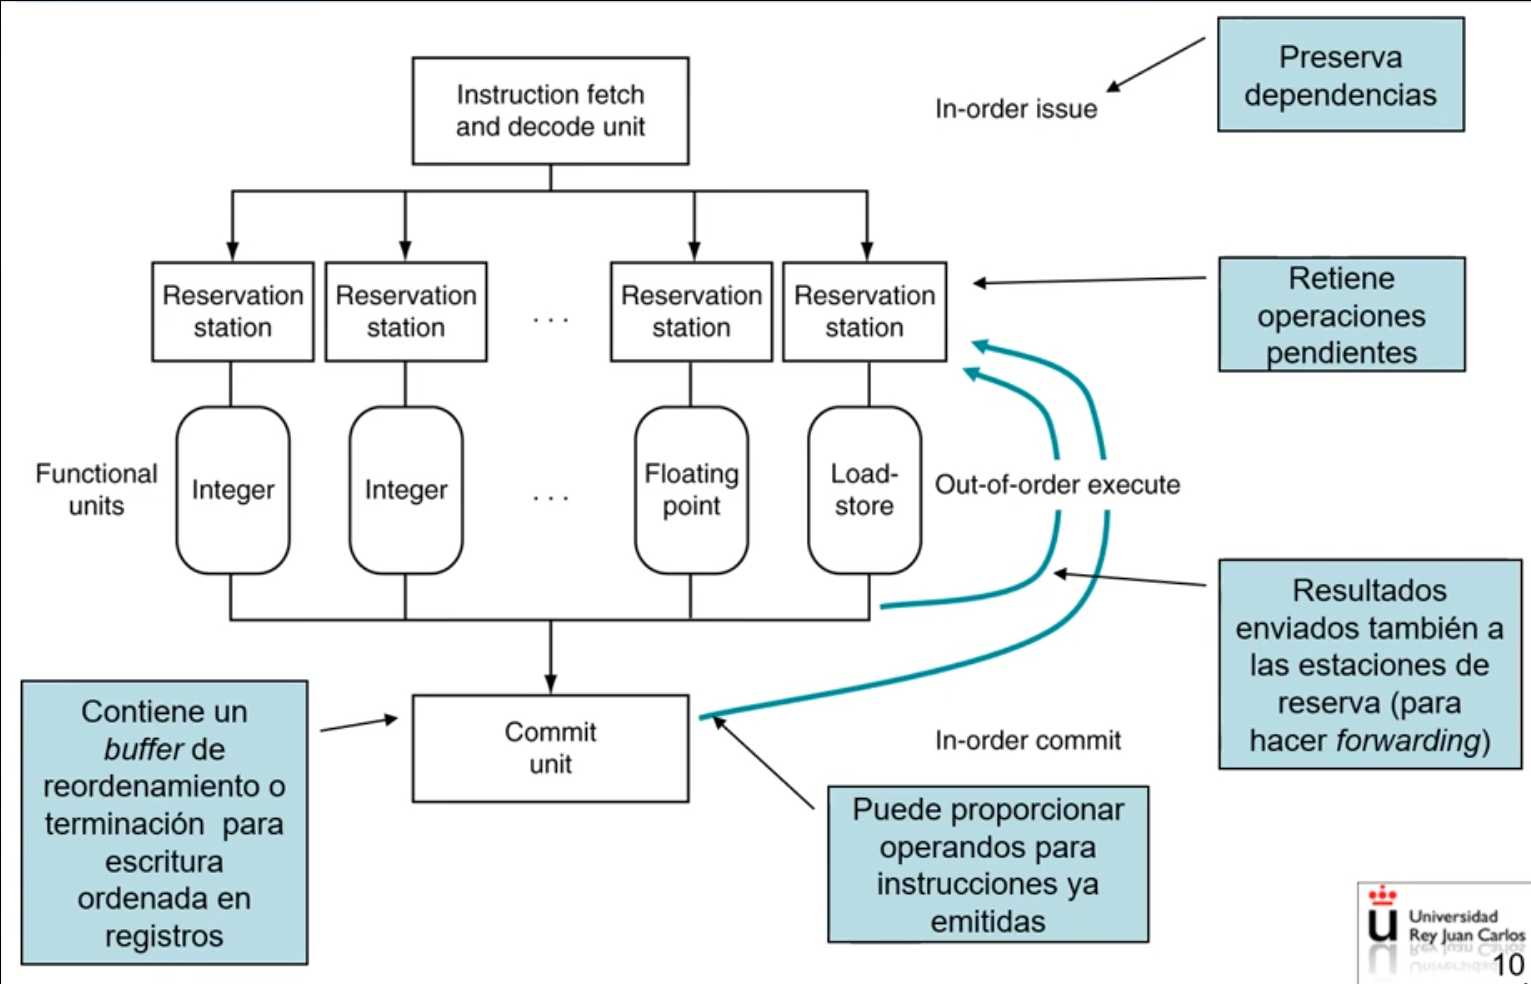 Instruction fetch
and decode unit
In-order issue
Preserva
dependencias
Reservation
station
Reservation
station
. . .
Reservation
station
Reservation
station
Retiene
operaciones
pendientes
Functional
units
Integer
Integer
. . .
Floating
point
Load-
store
Out-of-order execute
Resultados
enviados también a
las estaciones de
reserva (para
hacer forwarding)
Contiene un
buffer de
reordenamiento o
terminación para
escritura
ordenada en
registros
Commit
unit
In-order commit
Puede proporcionar
operandos para
instrucciones ya
emitidas
u
Universidad
Rey Juan Carlos
10